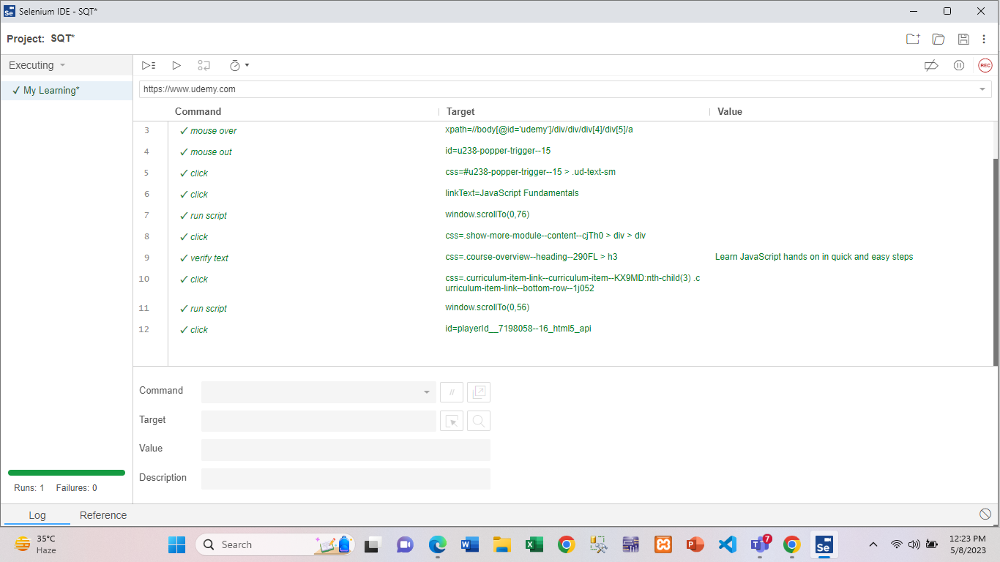 Selenium IDE - SQT*
Project: SQT*
Executing
REC
✓ My Learning*
https://www.udemy.com
Command Target Value
3 ✓ mouse over xpath=//body[@id='udemy']/div/div/div[4]/div[5]/a
4 ✓ mouse out id=u238-popper-trigger--15
5 ✓ click css=#u238-popper-trigger--15 > .ud-text-sm
6 ✓ click linkText=JavaScript Fundamentals
7 ✓ run script window.scrollTo(0,76)
8 ✓ click css=.show-more-module--content--cjTh0 > div > div
9 ✓ verify text css=.course-overview--heading--290FL > h3 Learn JavaScript hands on in quick and easy steps
10 ✓ click css=.curriculum-item-link--curriculum-item--KX9MD:nth-child(3) .c
urriculum-item-link--bottom-row--1j052
11 ✓ run script window.scrollTo(0,56)
12 ✓ click id=playerId__7198058--16_html5_api
Command //
Target
Value
Description
Runs: 1 Failures: 0
Log Reference
35°C
Haze
Search
7
Se
12:23 PM
5/8/2023